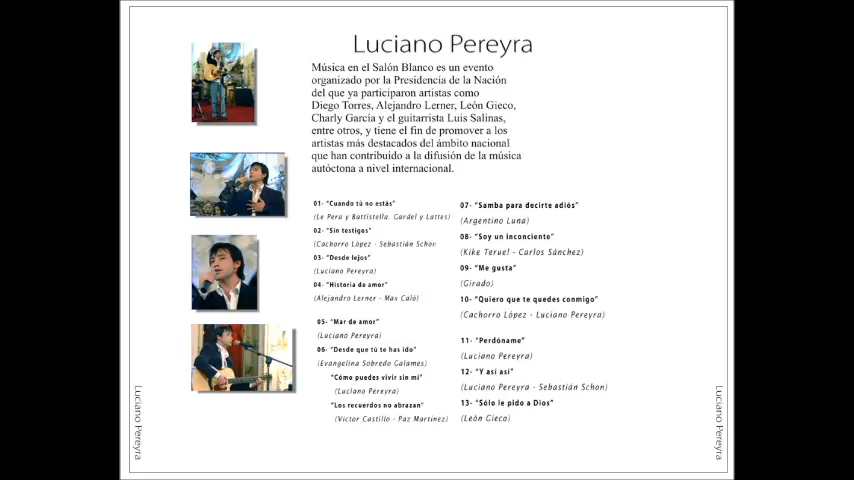 Luciano Pereyra
Música en el Salón Blanco es un evento
organizado por la Presidencia de la Nación
del que ya participaron artistas como
Diego Torres, Alejandro Lerner, León Gieco,
Charly García y el guitarrista Luis Salinas,
entre otros, y tiene el fin de promover a los
artistas más destacados del ámbito nacional
que han contribuido a la difusión de la música
autóctona a nivel internacional.
01- "Cuando tú no estás"
(Le Pera y Battistella. Gardel y Lattes)
02- "Sin testigos"
(Cachorro López - Sebastián Schon)
03- "Desde lejos"
(Luciano Pereyra)
04- "Historia de amor"
(Alejandro Lerner - Max Caló)
05- "Mar de amor"
(Luciano Pereyra)
06- "Desde que tú te has ido"
(Evangelina Sobredo Galames)
"Cómo puedes vivir sin mí"
(Luciano Pereyra)
"Los recuerdos no abrazan"
(Víctor Castillo - Paz Martínez)
07- "Samba para decirte adiós"
(Argentino Luna)
08- "Soy un inconciente"
(Kike Teruel - Carlos Sánchez)
09- "Me gusta"
(Girado)
10- "Quiero que te quedes conmigo"
(Cachorro López - Luciano Pereyra)
11- "Perdóname"
(Luciano Pereyra)
12- "Y así así"
(Luciano Pereyra - Sebastián Schon)
13- "Sólo le pido a Dios"
(León Gieco)
Luciano Pereyra
Luciano Pereyra